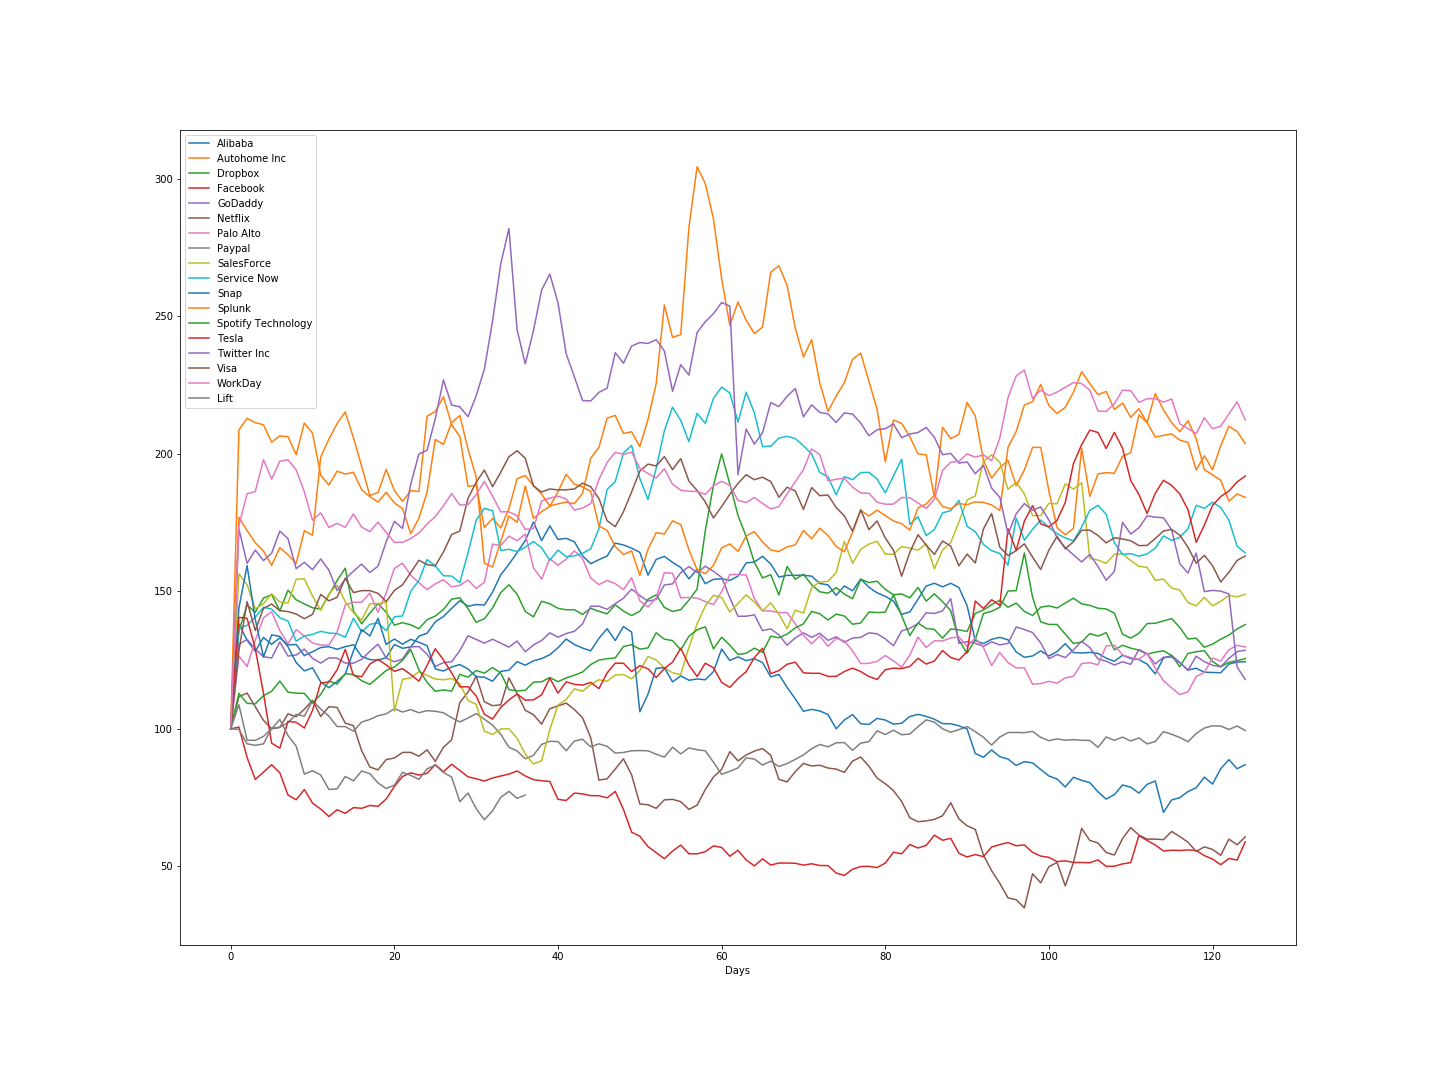 300
250
200
150
100
50
Alibaba
Autohome Inc
Dropbox
Facebook
GoDaddy
Netflix
Palo Alto
Paypal
SalesForce
Service Now
Snap
Splunk
Spotify Technology
Tesla
Twitter Inc
Visa
WorkDay
Lift
0 20 40 60 80 100 120
Days